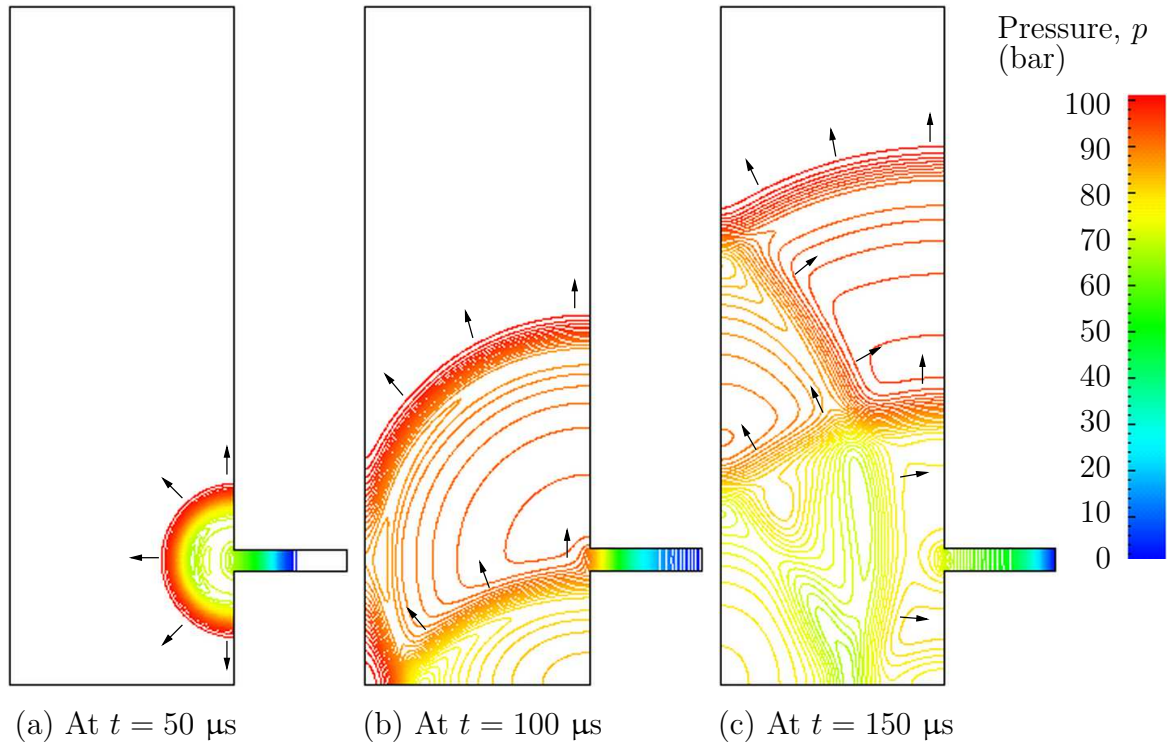 Pressure, p
(bar)
100
90
80
70
60
50
40
30
20
10
0
(a) At t = 50 μs
(b) At t = 100 μs
(c) At t = 150 μs